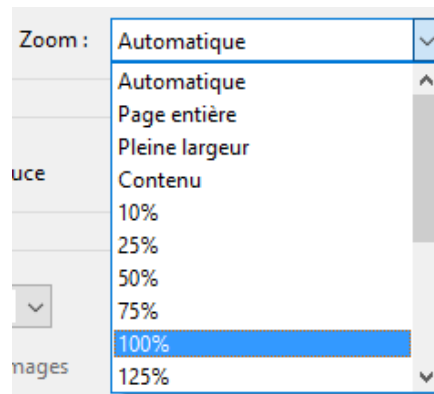 Zoom : Automatique
Automatique
Page entière
Pleine largeur
uce
Contenu
10%
25%
50%
75%
100%
mages
125%